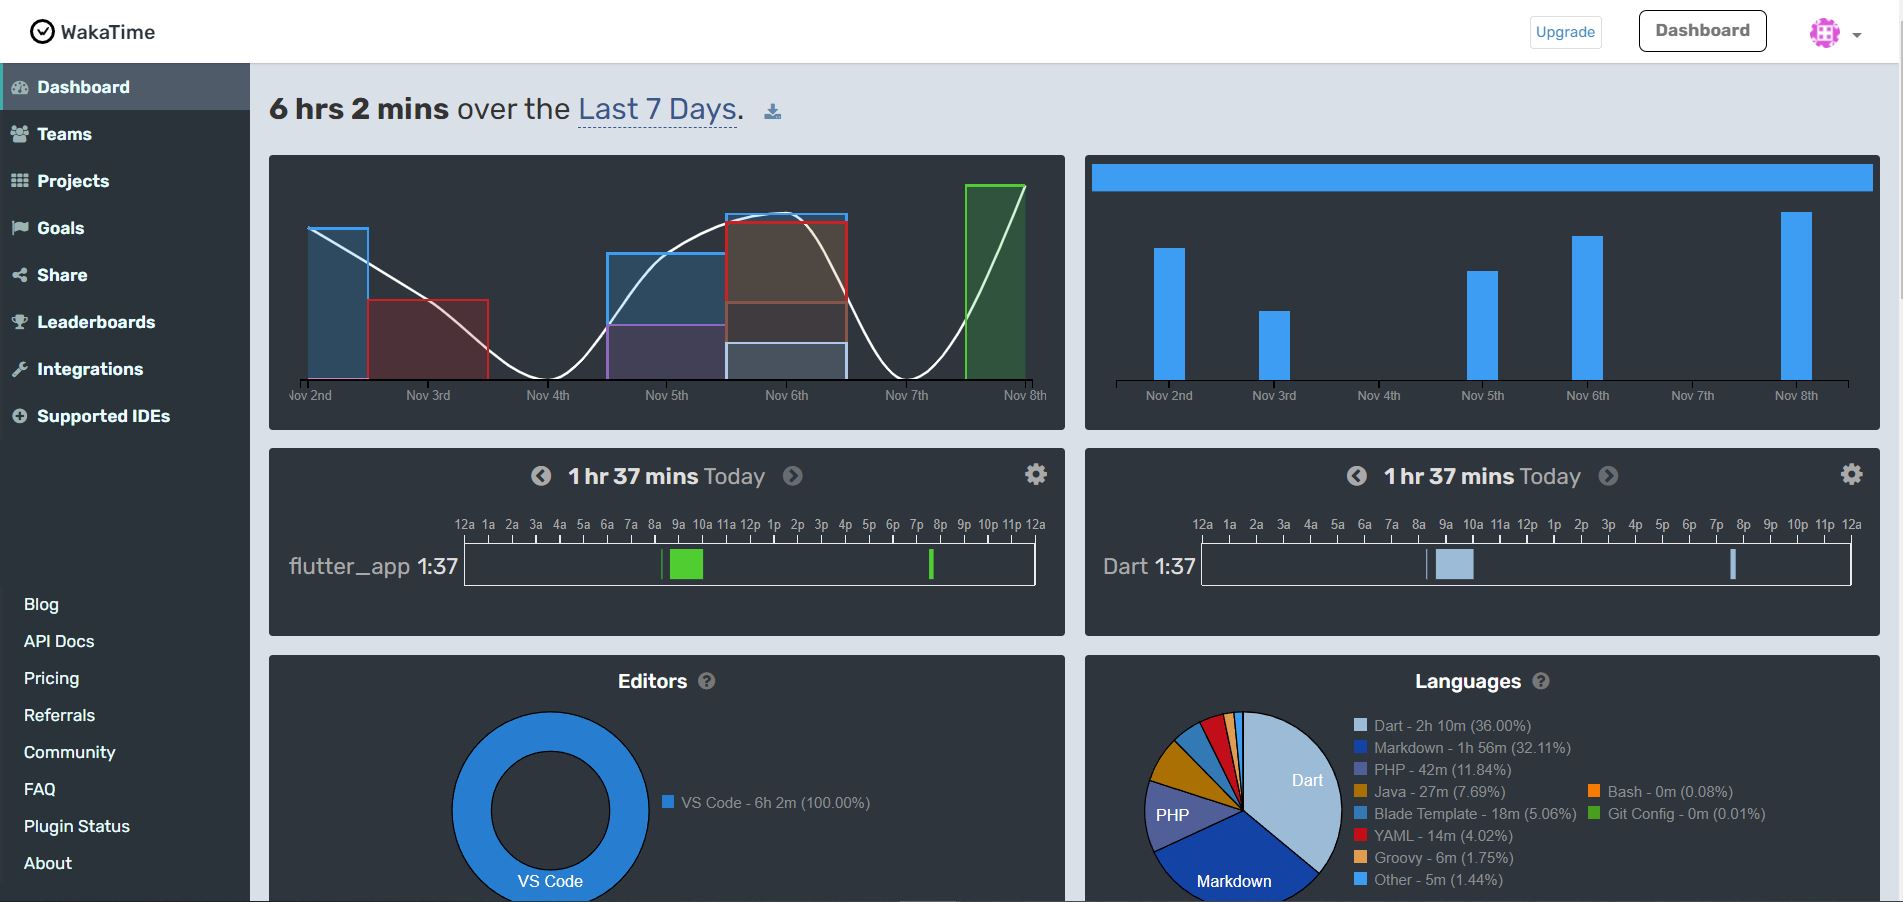 WakaTime
Upgrade
Dashboard
Dashboard
Teams
Projects
Goals
Share
Leaderboards
Integrations
Supported IDEs
Blog
API Docs
Pricing
Referrals
Community
FAQ
Plugin Status
About
6 hrs 2 mins over the Last 7 Days.
Nov 2nd Nov 3rd Nov 4th Nov 5th Nov 6th Nov 7th Nov 8th
Nov 2nd Nov 3rd Nov 4th Nov 5th Nov 6th Nov 7th Nov 8th
1 hr 37 mins Today
12a 1a 2a 3a 4a 5a 6a 7a 8a 9a 10a 11a 12p 1p 2p 3p 4p 5p 6p 7p 8p 9p 10p 11p 12a
flutter_app 1:37
1 hr 37 mins Today
12a 1a 2a 3a 4a 5a 6a 7a 8a 9a 10a 11a 12p 1p 2p 3p 4p 5p 6p 7p 8p 9p 10p 11p 12a
Dart 1:37
Editors ?
VS Code - 6h 2m (100.00%)
VS Code
Languages ?
Dart
PHP
Markdown
Dart - 2h 10m (36.00%)
Markdown - 1h 56m (32.11%)
PHP - 42m (11.84%)
Java - 27m (7.69%)
Blade Template - 18m (5.06%)
YAML - 14m (4.02%)
Groovy - 6m (1.75%)
Other - 5m (1.44%)
Bash - 0m (0.08%)
Git Config - 0m (0.01%)